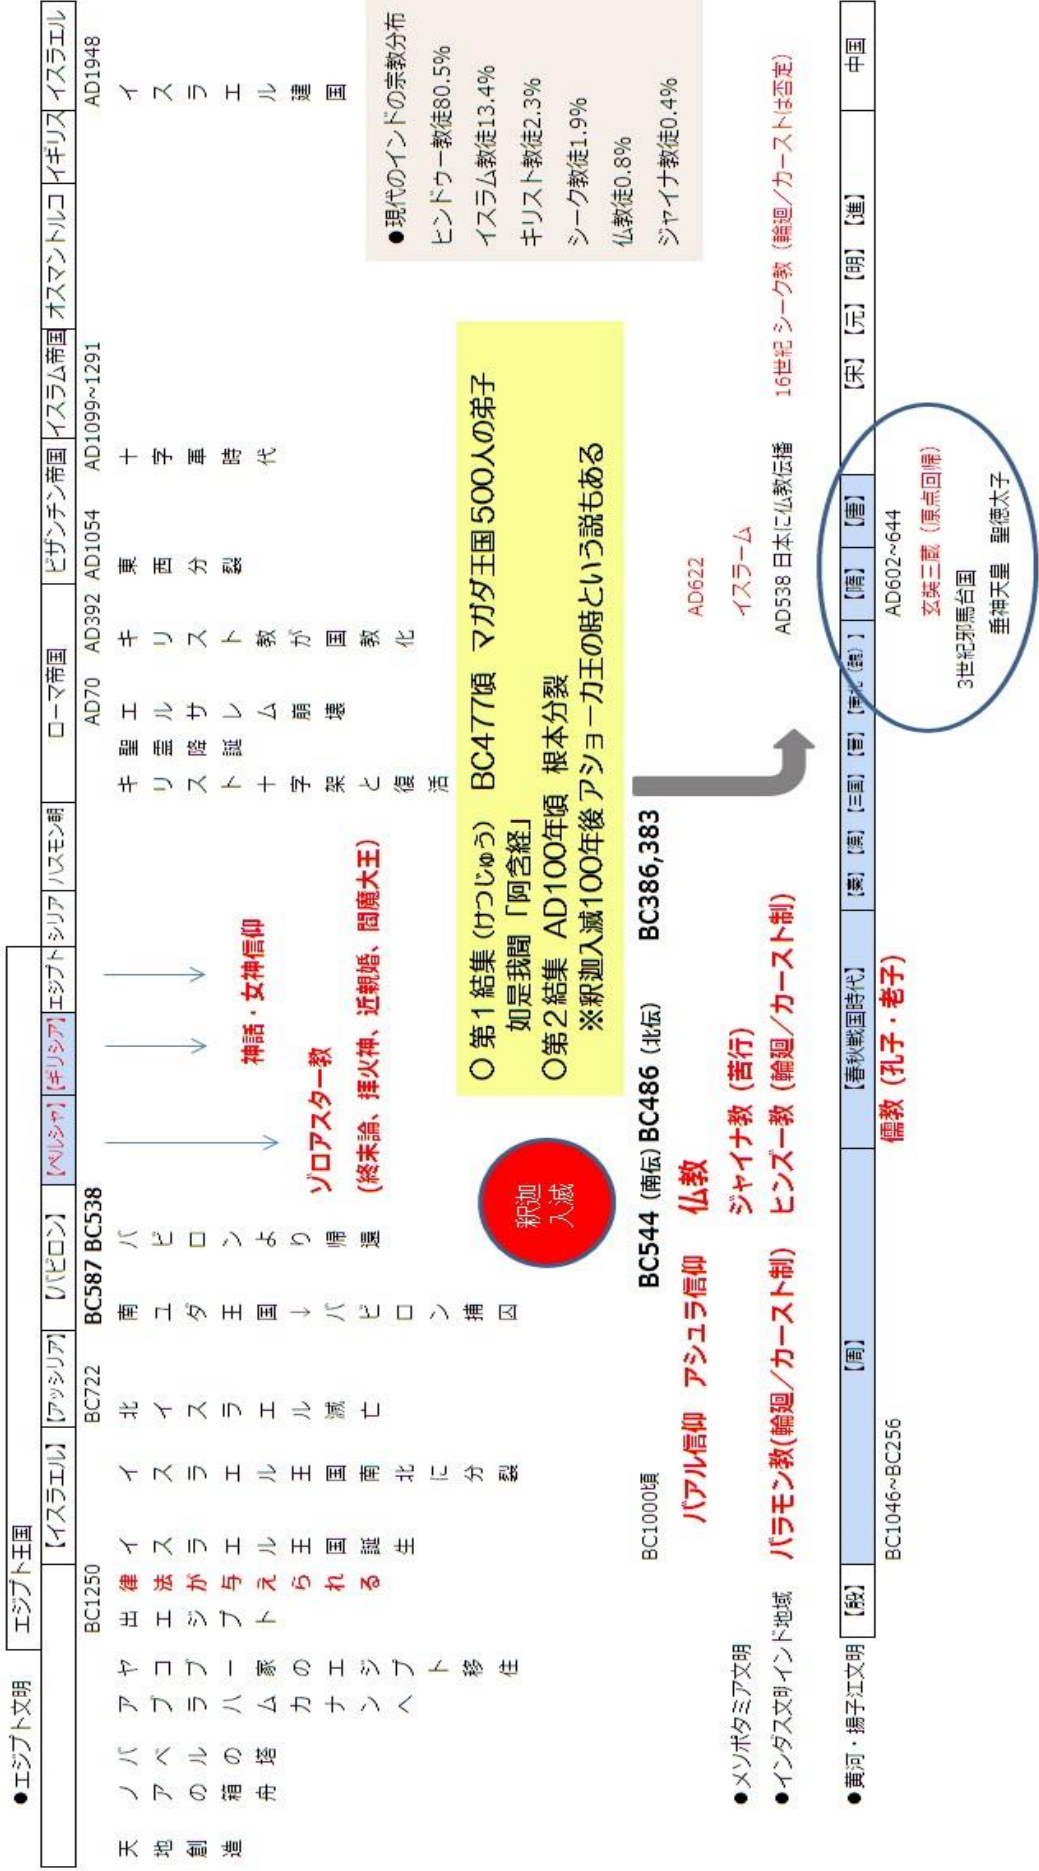 ●エジプト文明
エジプト王国
【イスラエル】
【アッシリア】
【バビロン】
【ペルシャ】
【ギリシア】
エジプト
シリア
ハスモン朝
ローマ帝国
ビザンチン帝国
イスラム帝国
オスマントルコ
イギリス
イスラエル
BC1250
BC722
BC587
BC538
AD70
AD392
AD1054
AD1099~1291
AD1948
天地創造
ノアの箱舟
バベルの塔
アブラハムカナンへ
ヤコブ一家のエジプト移住
出エジプト
律法が与えられる
イスラエル王国誕生
イスラエル王国南北に分裂
北イスラエル滅亡
南ユダ王国→バビロン捕囚
バビロンより帰還
キリスト十字架と復活
聖霊降誕
エルサレム崩壊
キリスト教が国教化
東西分裂
十字軍時代
イスラエル建国
神話・女神信仰
ゾロアスター教
(終末論、拝火神、近親婚、閻魔大王)
●現代のインドの宗教分布
ヒンドゥー教徒80.5%
イスラム教徒13.4%
キリスト教徒2.3%
シーク教徒1.9%
仏教徒0.8%
ジャイナ教徒0.4%
釈迦
入滅
〇 第1結集（けつじゅう） BC477頃 マガダ王国500人の弟子
如是我聞「阿含経」
〇第2結集 AD100年頃 根本分裂
※釈迦入滅100年後アショーカ王の時という説もある
BC1000頃
BC544（南伝）BC486（北伝）
BC386,383
バアル信仰 アシュラ信仰
仏教
AD622
●メソポタミア文明
ジャイナ教（苦行）
イスラーム
●インダス文明インド地域
バラモン教(輪廻/カースト制)
ヒンズー教（輪廻/カースト制）
AD538 日本に仏教伝播
16世紀 シーク教（輪廻/カーストは否定）
●黄河・揚子江文明
【殷】
【周】
【春秋戦国時代】
【秦】
【漢】
【三国】
【晋】
【南北（魏）】
【隋】
【唐】
【宋】
【元】
【明】
【進】
中国
BC1046~BC256
儒教（孔子・老子）
AD602~644
玄奘三蔵（原点回帰）
3世紀邪馬台国
垂神天皇 聖徳太子